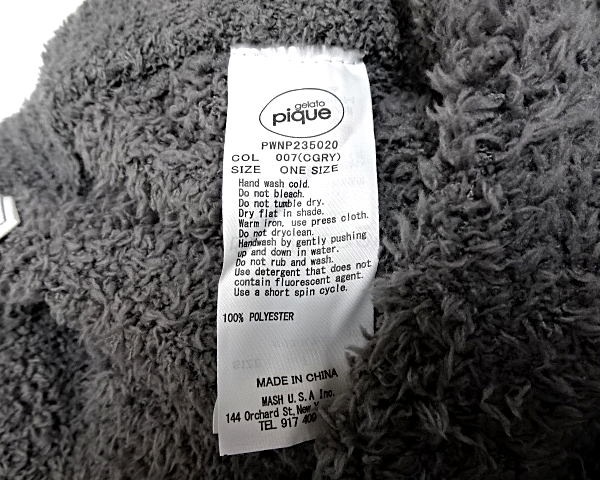 gelato
pique
PWNP235020
COL 007(CGRY)
SIZE ONE SIZE
Hand wash cold.
Do not bleach.
Do not tumble dry.
Dry flat in shade.
Warm iron, use press cloth.
Do not dryclean.
Handwash by gently pushing
up and down in water.
Do not rub and wash.
Use detergent that does not
contain fluorescent agent.
Use a short spin cycle.
100% POLYESTER
MADE IN CHINA
MASH U.S.A Inc.
144 Orchard St. New
TEL 917 409